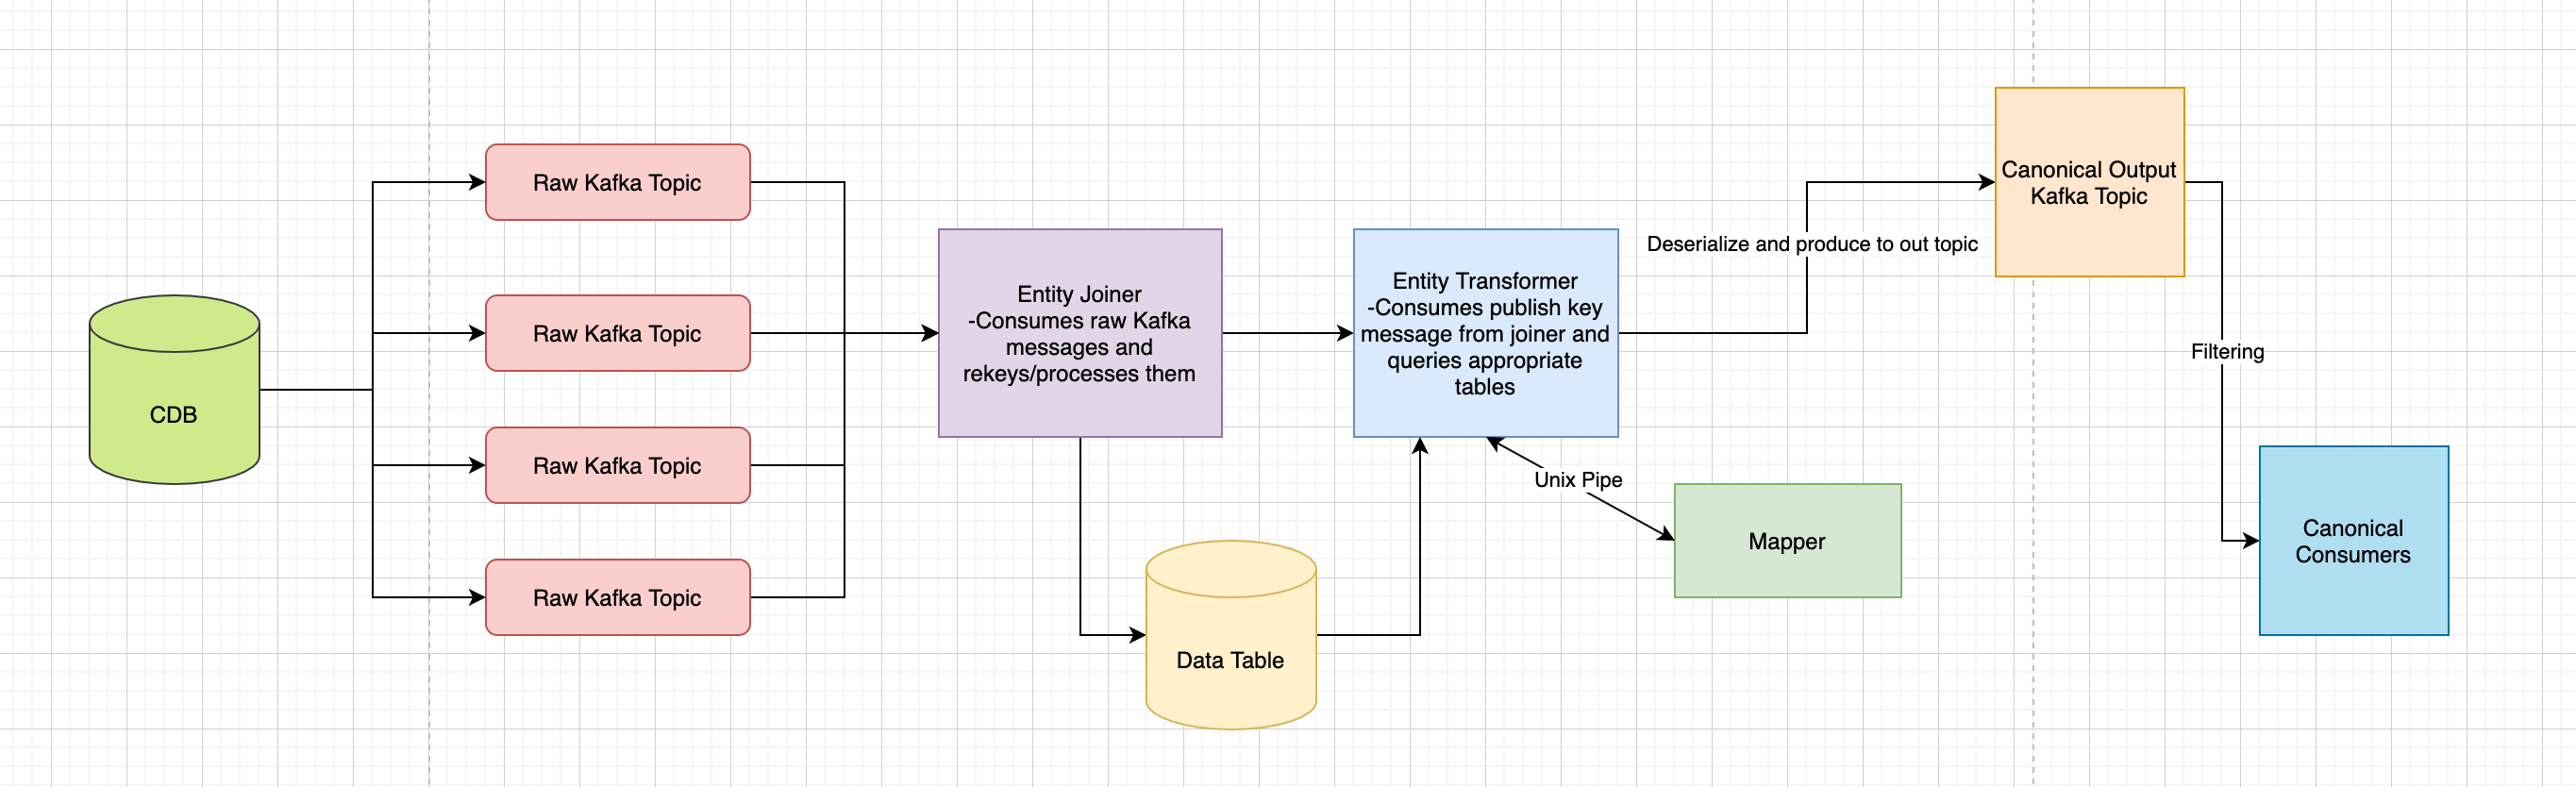 CDB
Raw Kafka Topic
Raw Kafka Topic
Raw Kafka Topic
Raw Kafka Topic
Entity Joiner
-Consumes raw Kafka
messages and
rekeys/processes them
Data Table
Entity Transformer
-Consumes publish key
message from joiner and
queries appropriate
tables
Unix Pipe
Mapper
Deserialize and produce to out topic
Canonical Output
Kafka Topic
Filtering
Canonical
Consumers